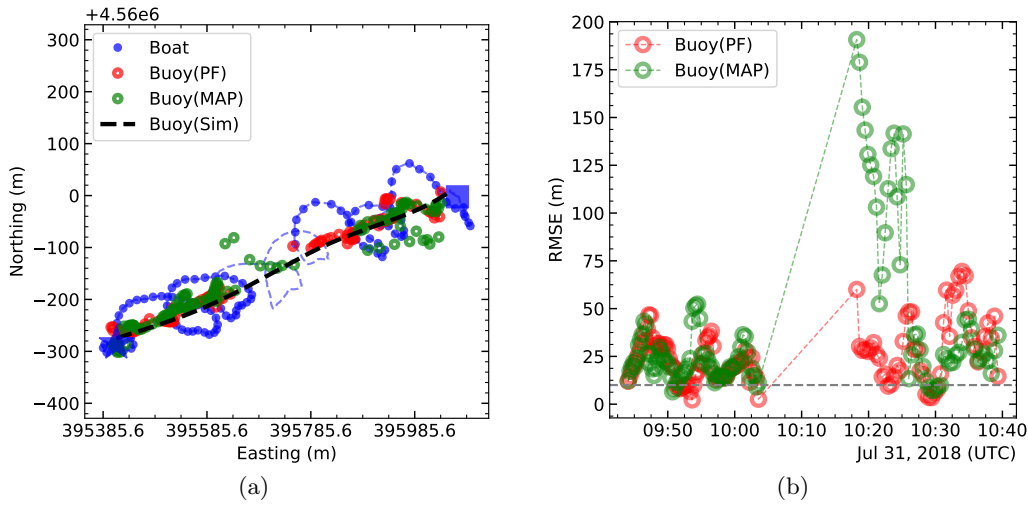 +4.56e6
300
200
100
0
−100
−200
−300
−400
Northing (m)
Boat
Buoy(PF)
Buoy(MAP)
Buoy(Sim)
395385.6 395585.6 395785.6 395985.6
Easting (m)
(a)
200
175
150
125
100
75
50
25
0
RMSE (m)
Buoy(PF)
Buoy(MAP)
09:50 10:00 10:10 10:20 10:30 10:40
Jul 31, 2018 (UTC)
(b)